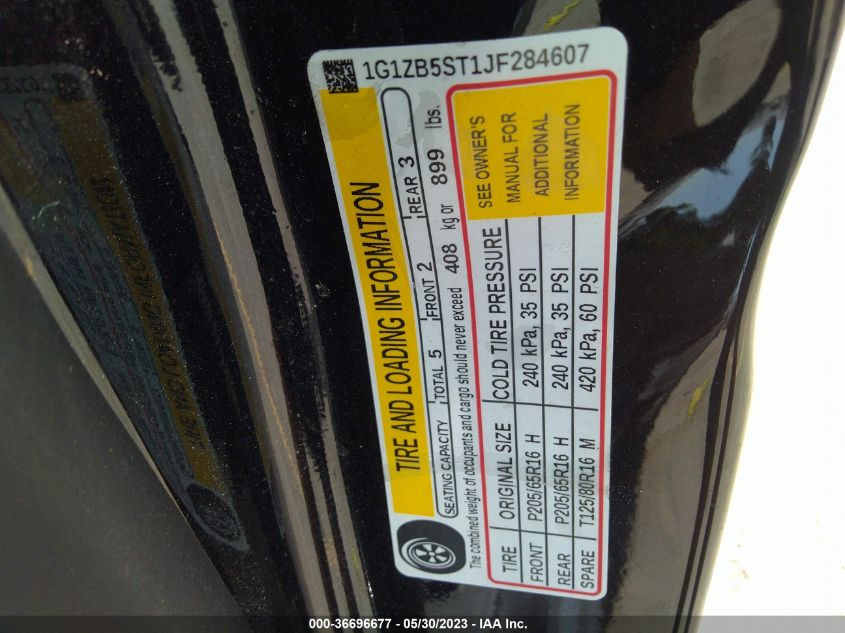 1G1ZB5ST1JF284607
TIRE AND LOADING INFORMATION
SEATING CAPACITY TOTAL 5 FRONT 2 REAR 3
The combined weight of occupants and cargo should never exceed 408 kg or 899 lbs.
TIRE ORIGINAL SIZE COLD TIRE PRESSURE
FRONT P205/65R16 H 240 kPa, 35 PSI
REAR P205/65R16 H 240 kPa, 35 PSI
SPARE T125/80R16 M 420 kPa, 60 PSI
SEE OWNER'S
MANUAL FOR
ADDITIONAL
INFORMATION
000-36696677 - 05/30/2023 - IAAI Inc.